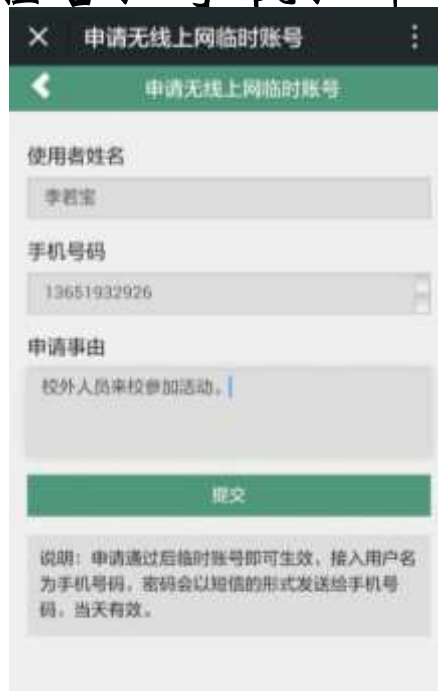 申请无线上网临时账号
申请无线上网临时账号
使用者姓名
李若宝
手机号码
13651932926
申请事由
校外人员来校参加活动。
提交
说明：申请通过后临时账号即可生效，接入用户名
为手机号码，密码会以短信的形式发送给手机号
码，当天有效。